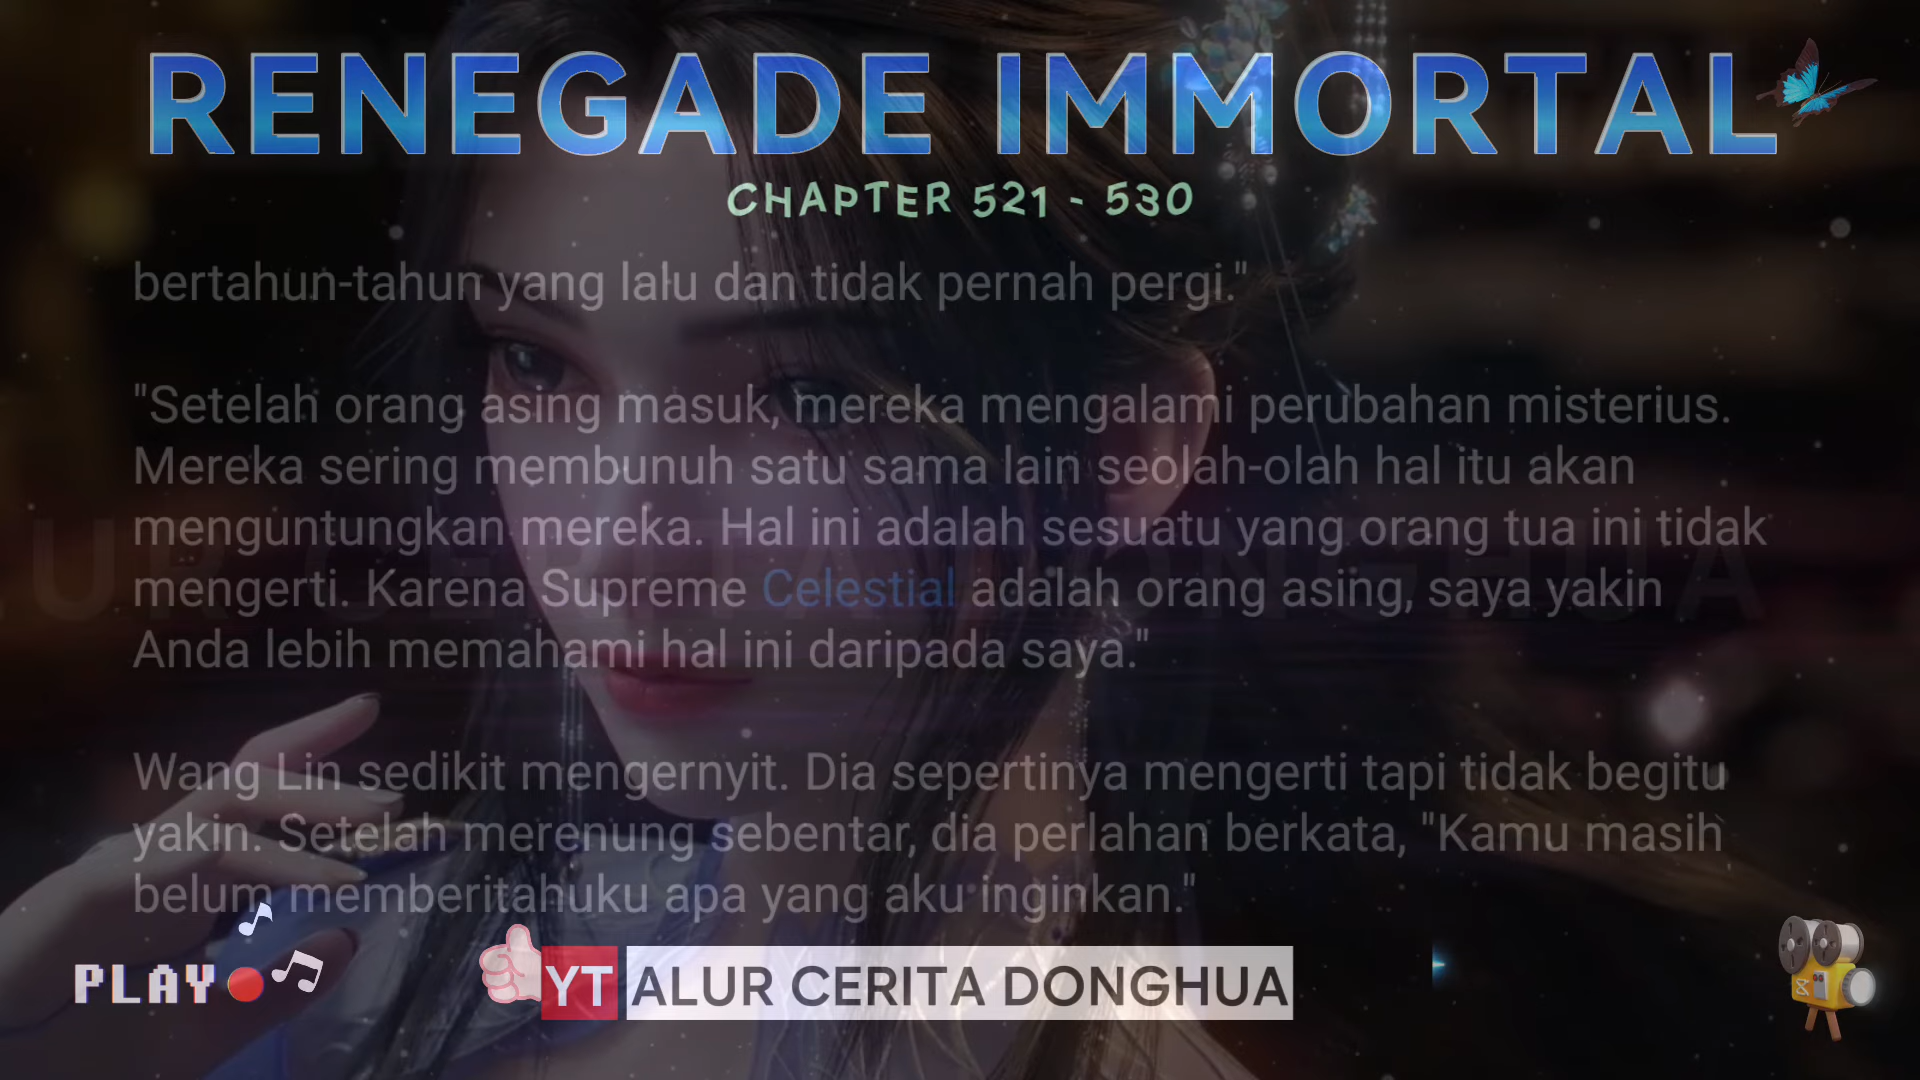 RENEGADE IMMORTAL
CHAPTER 521 - 530
bertahun-tahun yang lalu dan tidak pernah pergi."
"Setelah orang asing masuk, mereka mengalami perubahan misterius.
Mereka sering membunuh satu sama lain seolah-olah hal itu akan
menguntungkan mereka. Hal ini adalah sesuatu yang orang tua ini tidak
mengerti. Karena Supreme Celestial adalah orang asing, saya yakin
Anda lebih memahami hal ini daripada saya."
Wang Lin sedikit mengernyit. Dia sepertinya mengerti tapi tidak begitu
yakin. Setelah merenung sebentar, dia perlahan berkata, "Kamu masih
belum memberitahuku apa yang aku inginkan."
UR CERITA DONGHUA
PLAY
YT ALUR CERITA DONGHUA